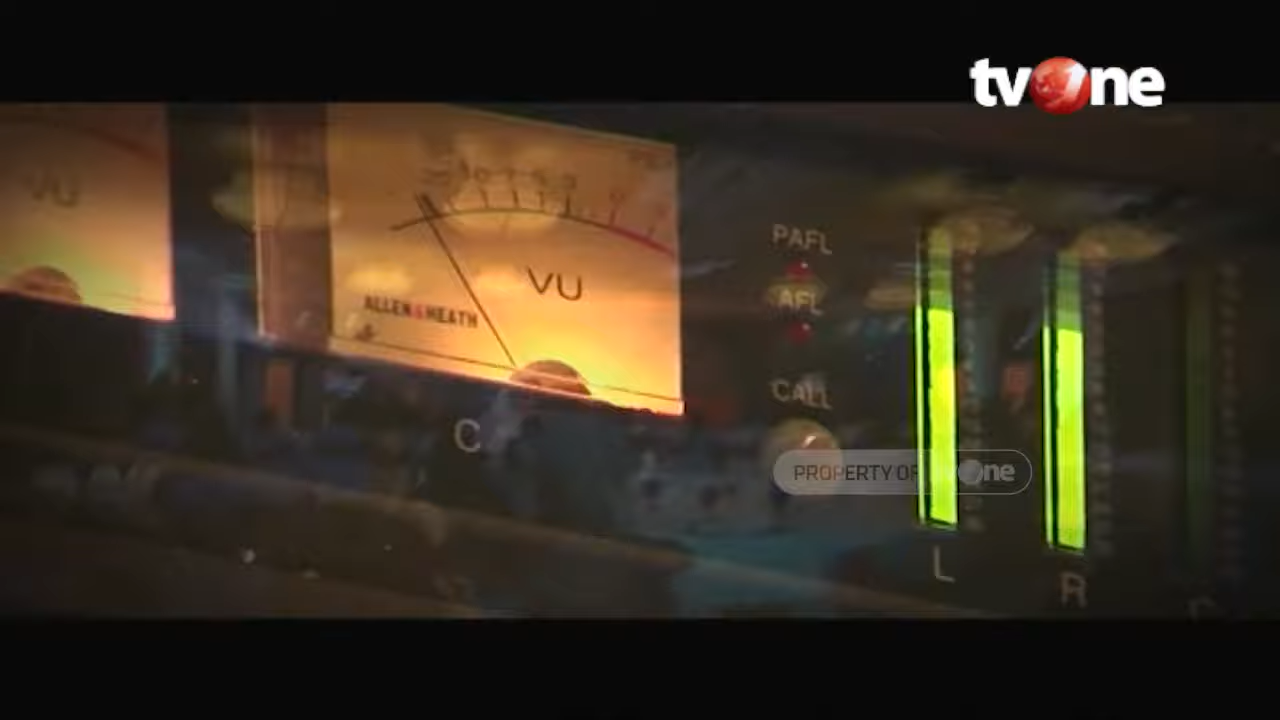 tvOne
VU
VU
ALLEN&HEATH
C
PAFL
AFL
CALL
PROPERTY OF tvOne
L
R